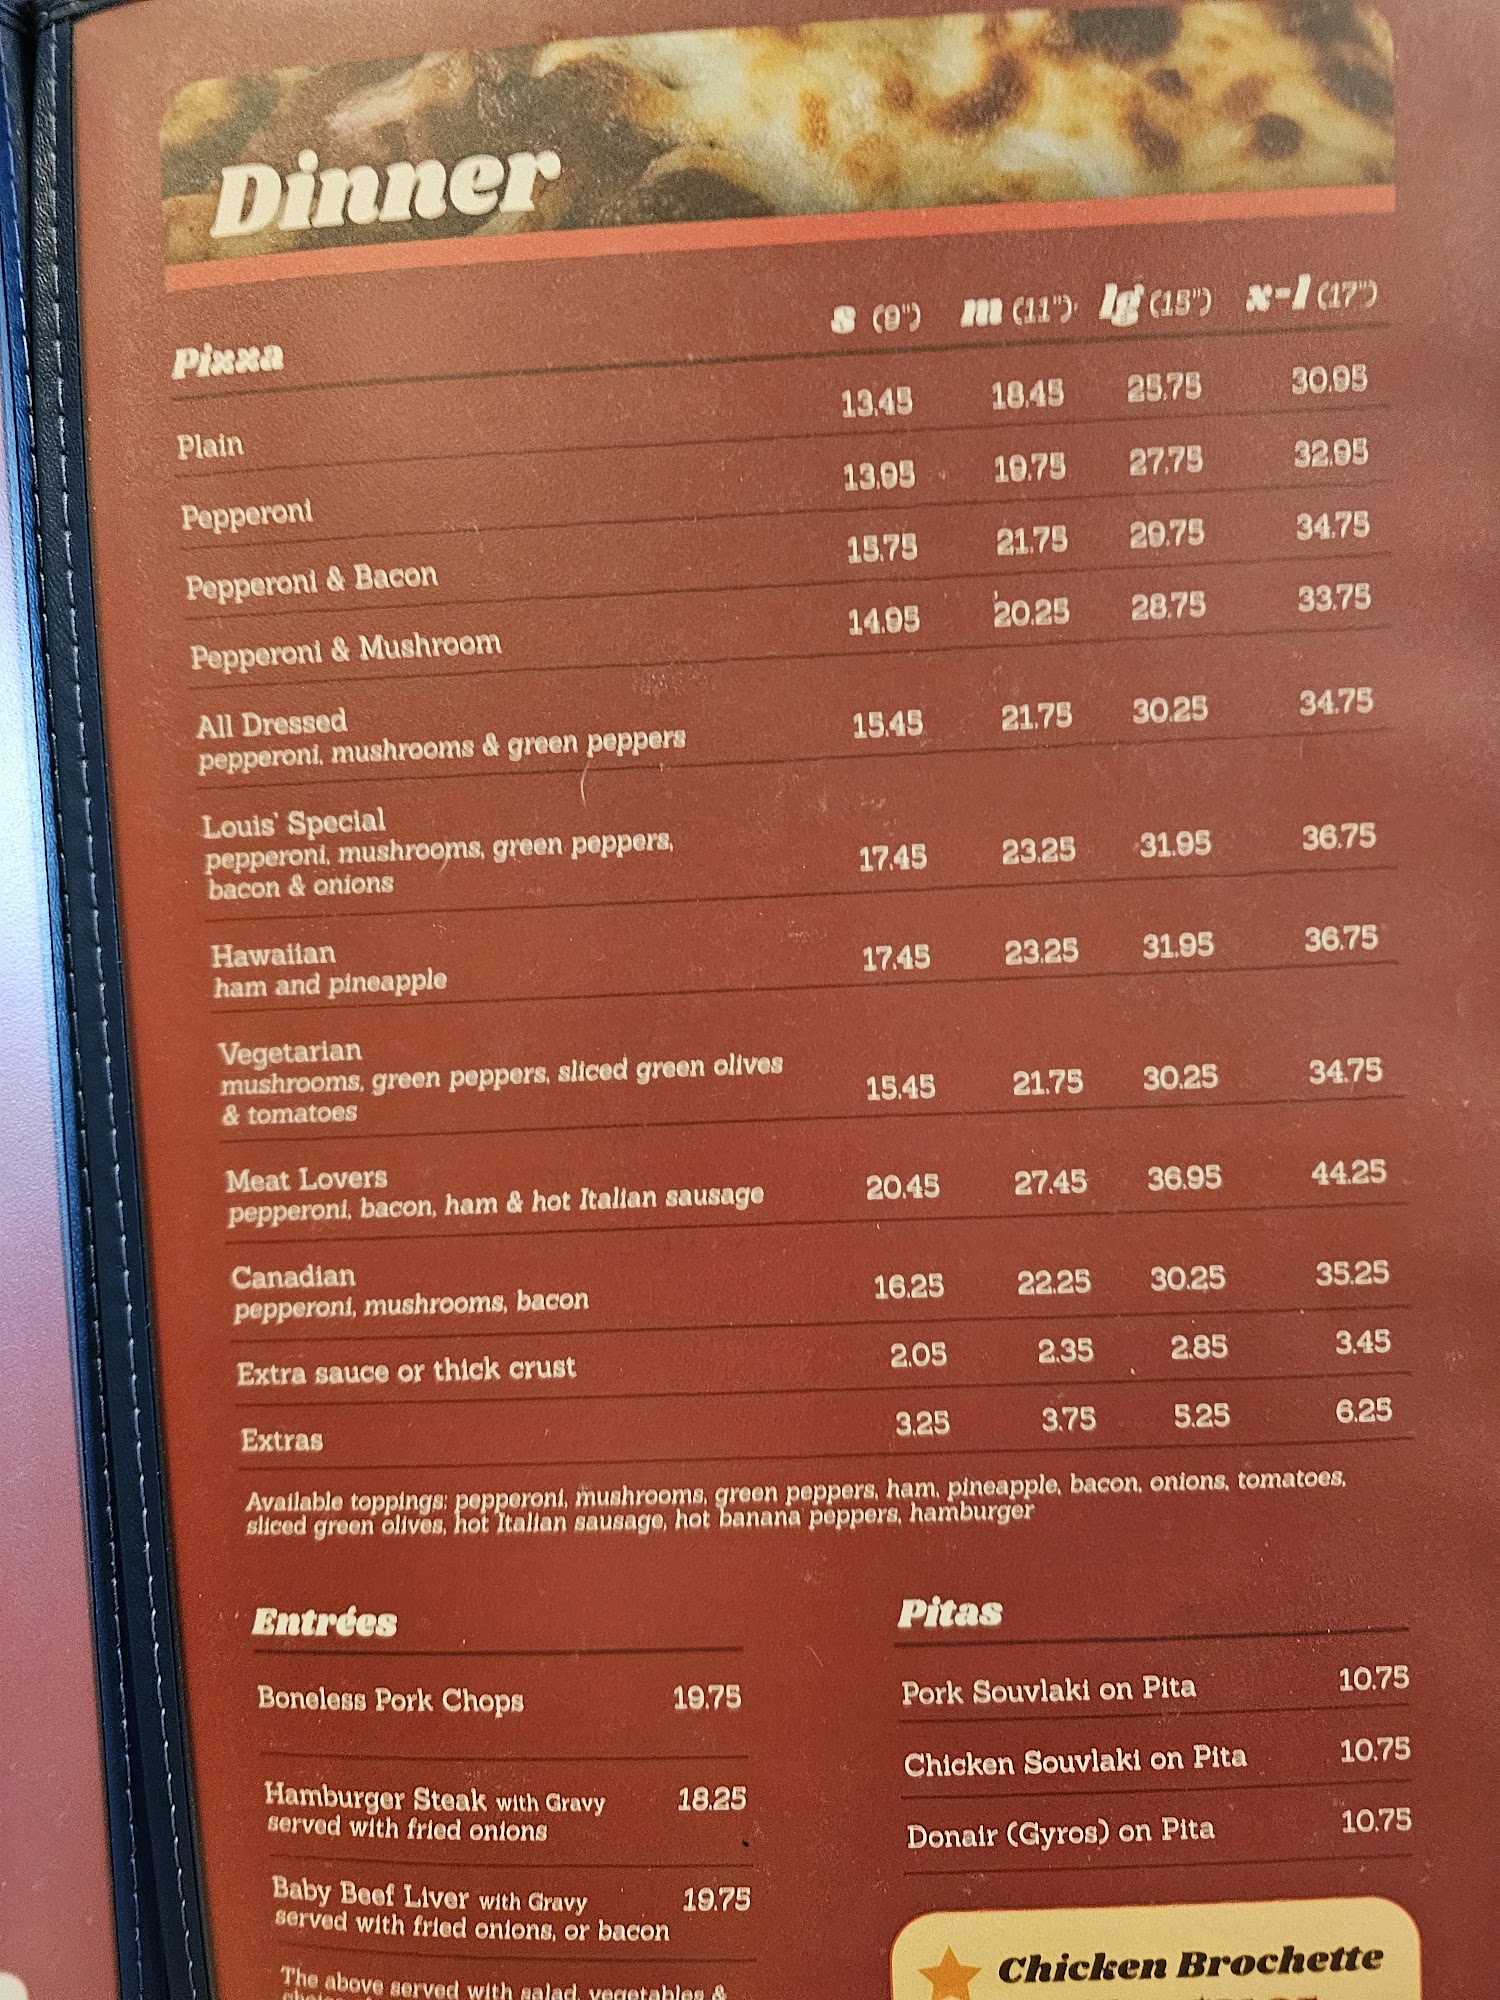 Dinner
Pizza s (9") m (11") lg (15") x-l (17")
Plain 13.45 18.45 25.75 30.95
Pepperoni 13.95 19.75 27.75 32.95
Pepperoni & Bacon 15.75 21.75 29.75 34.75
Pepperoni & Mushroom 14.95 20.25 28.75 33.75
All Dressed
pepperoni, mushrooms & green peppers 15.45 21.75 30.25 34.75
Louis' Special
pepperoni, mushrooms, green peppers,
bacon & onions 17.45 23.25 31.95 36.75
Hawaiian
ham and pineapple 17.45 23.25 31.95 36.75
Vegetarian
mushrooms, green peppers, sliced green olives
& tomatoes 15.45 21.75 30.25 34.75
Meat Lovers
pepperoni, bacon, ham & hot Italian sausage 20.45 27.45 36.95 44.25
Canadian
pepperoni, mushrooms, bacon 16.25 22.25 30.25 35.25
Extra sauce or thick crust 2.05 2.35 2.85 3.45
Extras 3.25 3.75 5.25 6.25
Available toppings: pepperoni, mushrooms, green peppers, ham, pineapple, bacon, onions, tomatoes,
sliced green olives, hot Italian sausage, hot banana peppers, hamburger
Entrées
Boneless Pork Chops 19.75
Hamburger Steak with Gravy 18.25
served with fried onions
Baby Beef Liver with Gravy 19.75
served with fried onions, or bacon
The above served with salad, vegetables &
Pitas
Pork Souvlaki on Pita 10.75
Chicken Souvlaki on Pita 10.75
Donair (Gyros) on Pita 10.75
Chicken Brochette